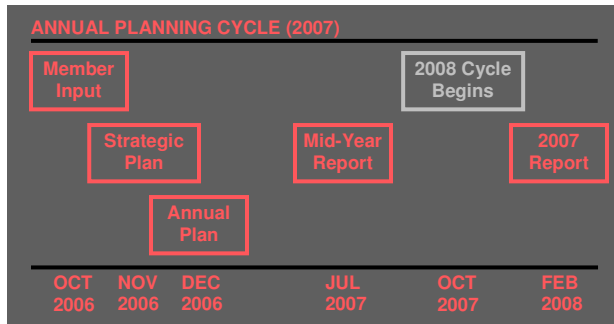 ANNUAL PLANNING CYCLE (2007)
Member
Input
2008 Cycle
Begins
Strategic
Plan
Mid-Year
Report
2007
Report
Annual
Plan
OCT
2006
NOV
2006
DEC
2006
JUL
2007
OCT
2007
FEB
2008